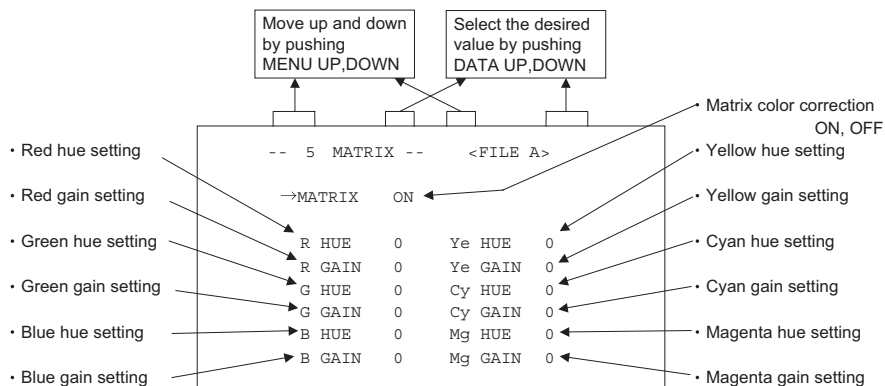 Move up and down
by pushing
MENU UP,DOWN
Select the desired
value by pushing
DATA UP,DOWN
・Matrix color correction
ON, OFF
・Red hue setting
・Red gain setting
・Green hue setting
・Green gain setting
・Blue hue setting
・Blue gain setting
-- 5 MATRIX -- <FILE A>
→MATRIX ON
R HUE 0 Ye HUE 0
R GAIN 0 Ye GAIN 0
G HUE 0 Cy HUE 0
G GAIN 0 Cy GAIN 0
B HUE 0 Mg HUE 0
B GAIN 0 Mg GAIN 0
・Yellow hue setting
・Yellow gain setting
・Cyan hue setting
・Cyan gain setting
・Magenta hue setting
・Magenta gain setting